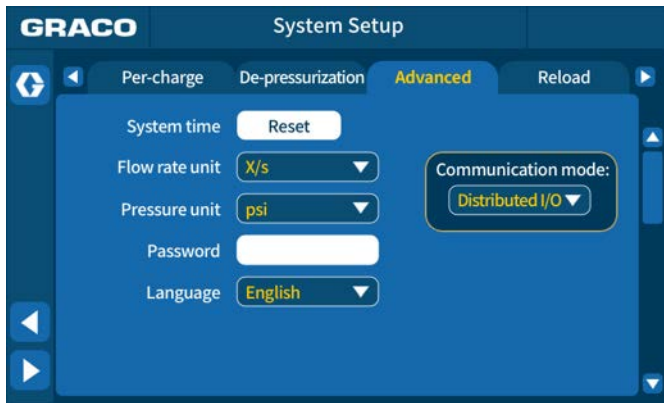 GRACO System Setup
Per-charge De-pressurization Advanced Reload
System time Reset
Flow rate unit X/s
Communication mode:
Distributed I/O
Pressure unit psi
Password
Language English